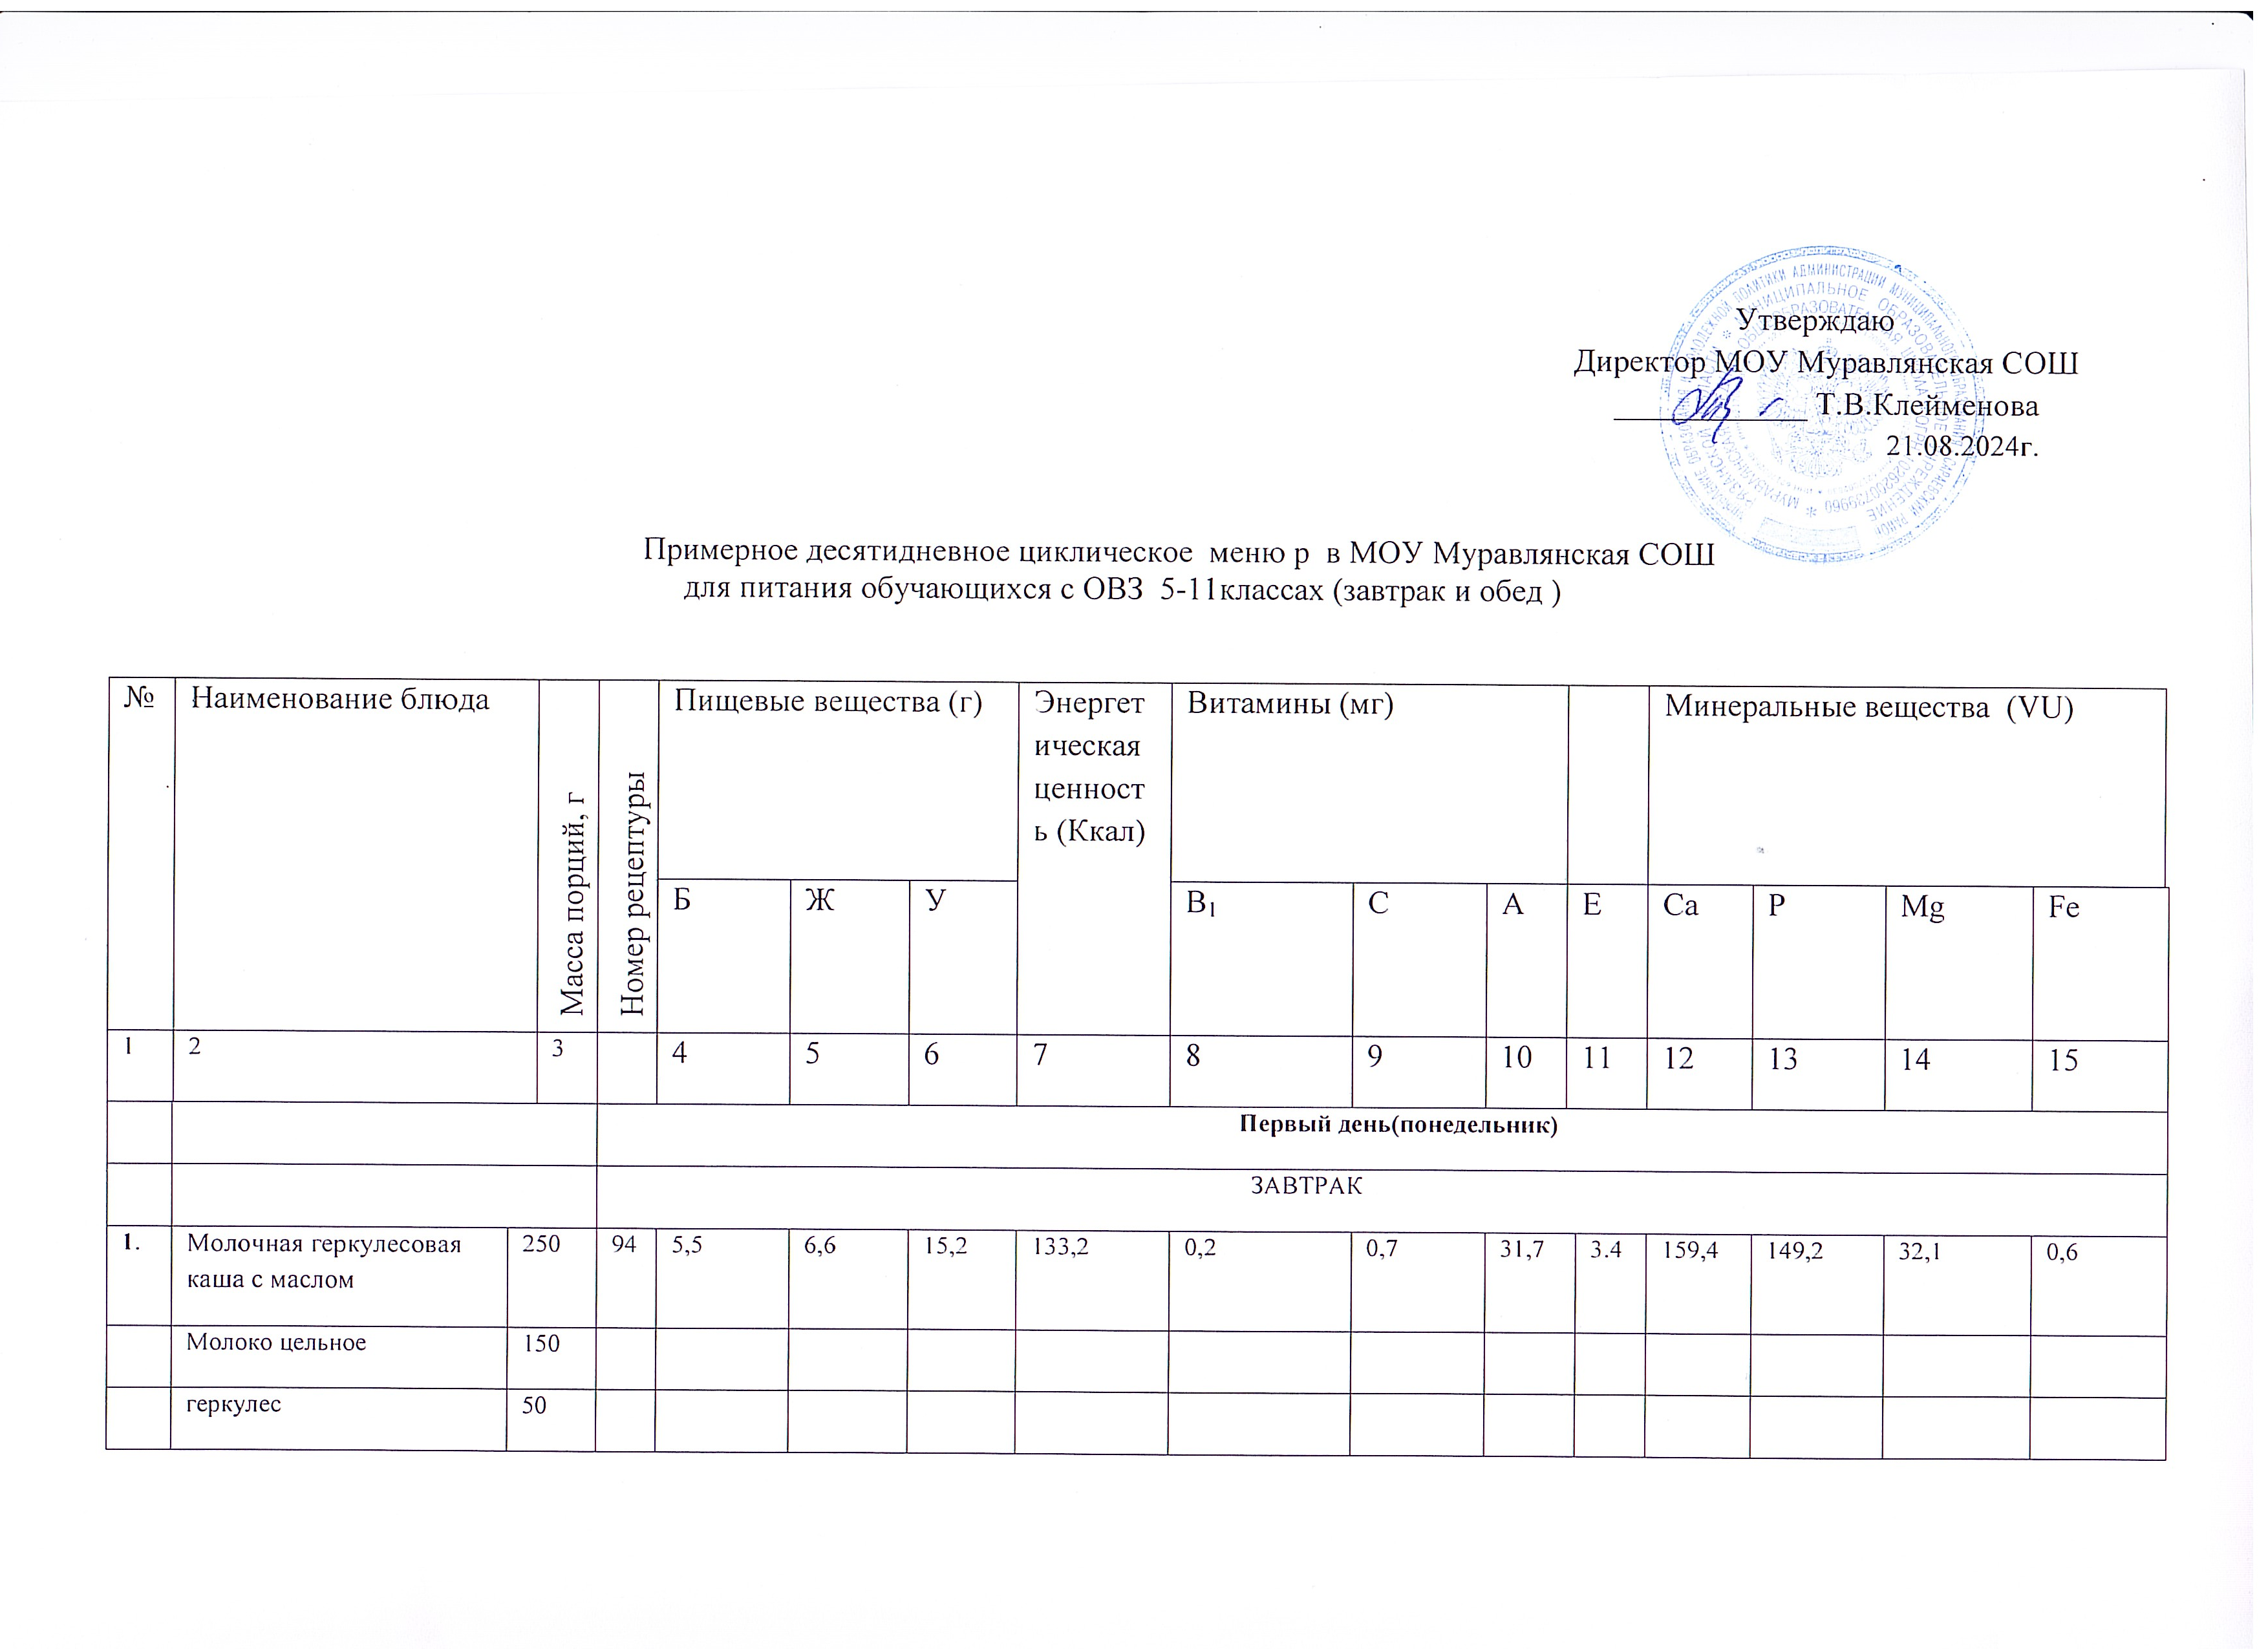 Утверждаю
Директор МОУ Муравлянская СОШ
Т.В.Клейменова
21.08.2024г.
Примерное десятидневное циклическое меню р в МОУ Муравлянская СОШ
для питания обучающихся с ОВЗ 5-11классах (завтрак и обед )
№ Наименование блюда Масса порций, г Номер рецептуры Пищевые вещества (г) Энергет Витамины (мг) Минеральные вещества (VU)
ическая
ценност
ь (Ккал)
Б Ж У В₁ С А Е Са Р Mg Fe
1 2 3 4 5 6 7 8 9 10 11 12 13 14 15
Первый день(понедельник)
ЗАВТРАК
1. Молочная геркулесовая 250 94 5,5 6,6 15,2 133,2 0,2 0,7 31,7 3.4 159,4 149,2 32,1 0,6
каша с маслом
Молоко цельное 150
геркулес 50